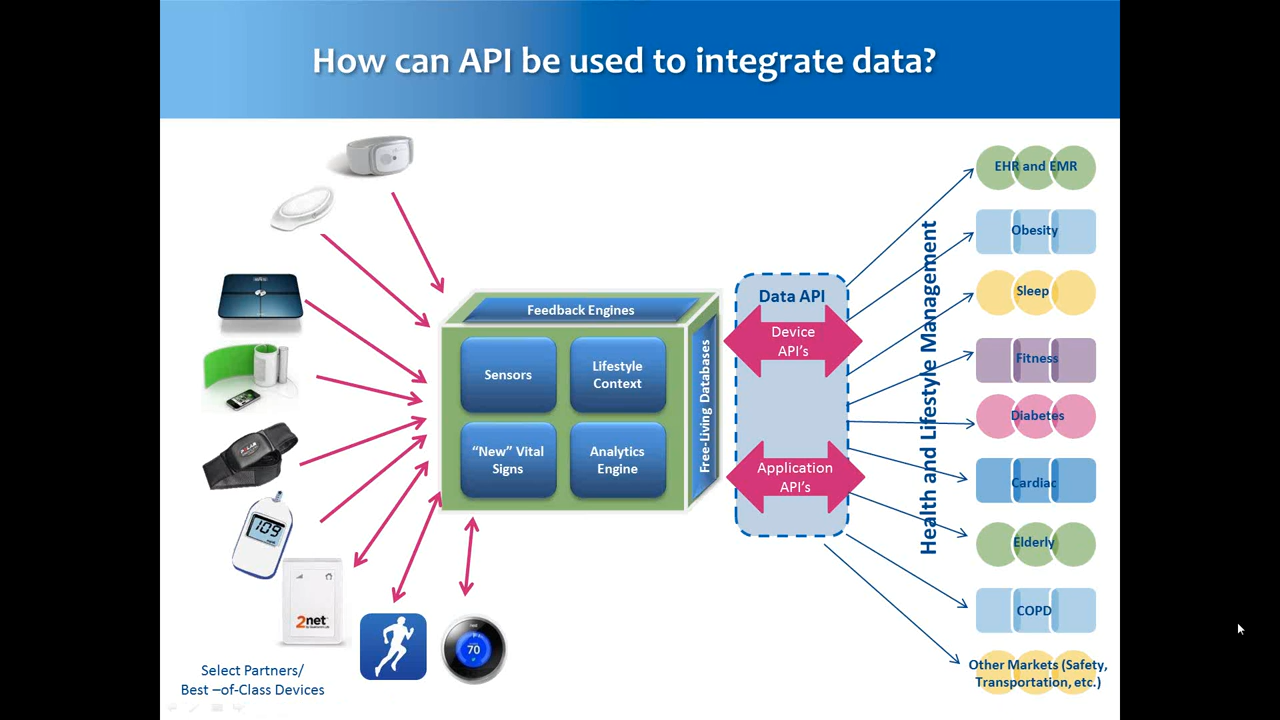 How can API be used to integrate data?
Feedback Engines
Sensors
Lifestyle
Context
"New" Vital
Signs
Analytics
Engine
Free-Living Databases
Data API
Device
API's
Application
API's
Health and Lifestyle Management
EHR and EMR
Obesity
Sleep
Fitness
Diabetes
Cardiac
Elderly
COPD
Other Markets (Safety,
Transportation, etc.)
109
2net
70
Select Partners/
Best –of-Class Devices